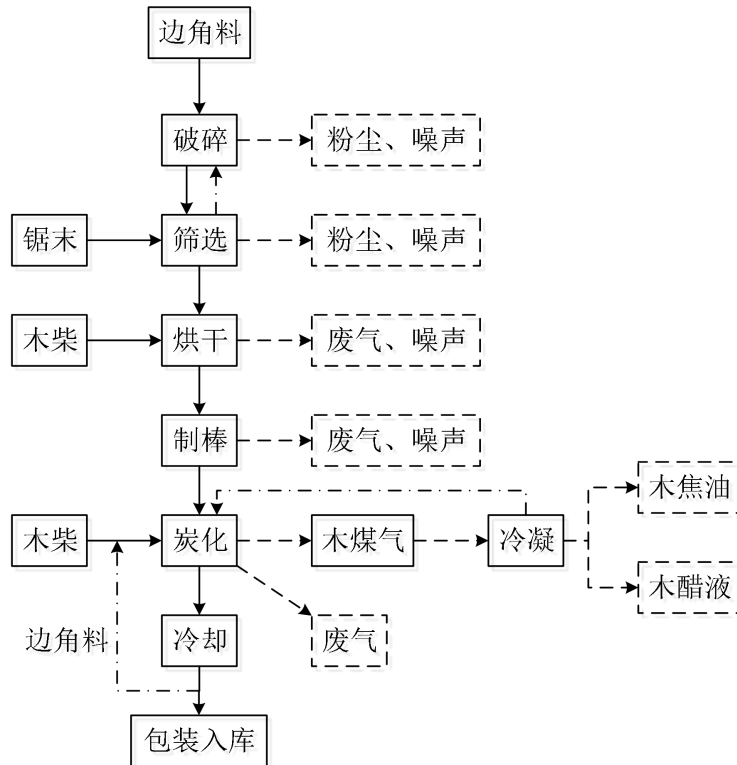 边角料
破碎
粉尘、噪声
锯末
筛选
粉尘、噪声
木柴
烘干
废气、噪声
制棒
废气、噪声
木焦油
木柴
炭化
木煤气
冷凝
木醋液
边角料
冷却
废气
包装入库